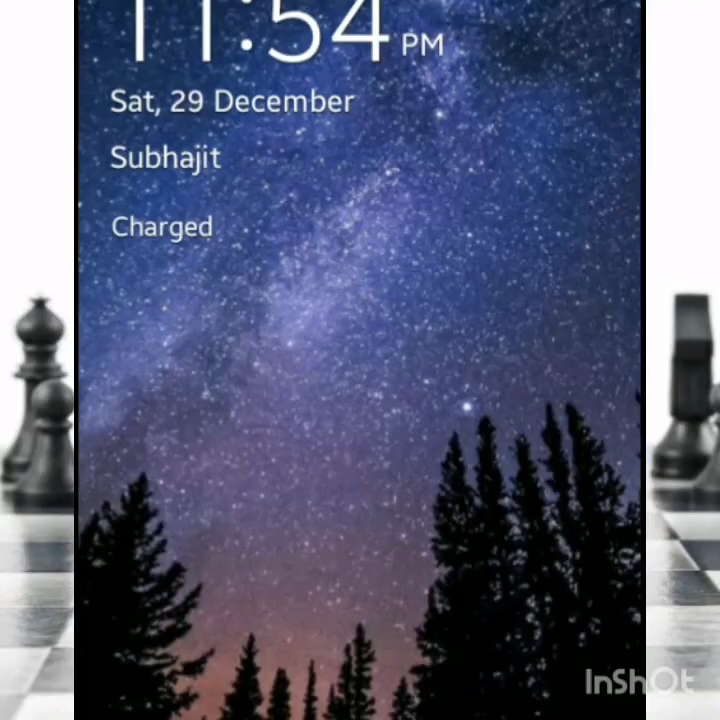 11:54 PM
Sat, 29 December
Subhajit
Charged
InShOt